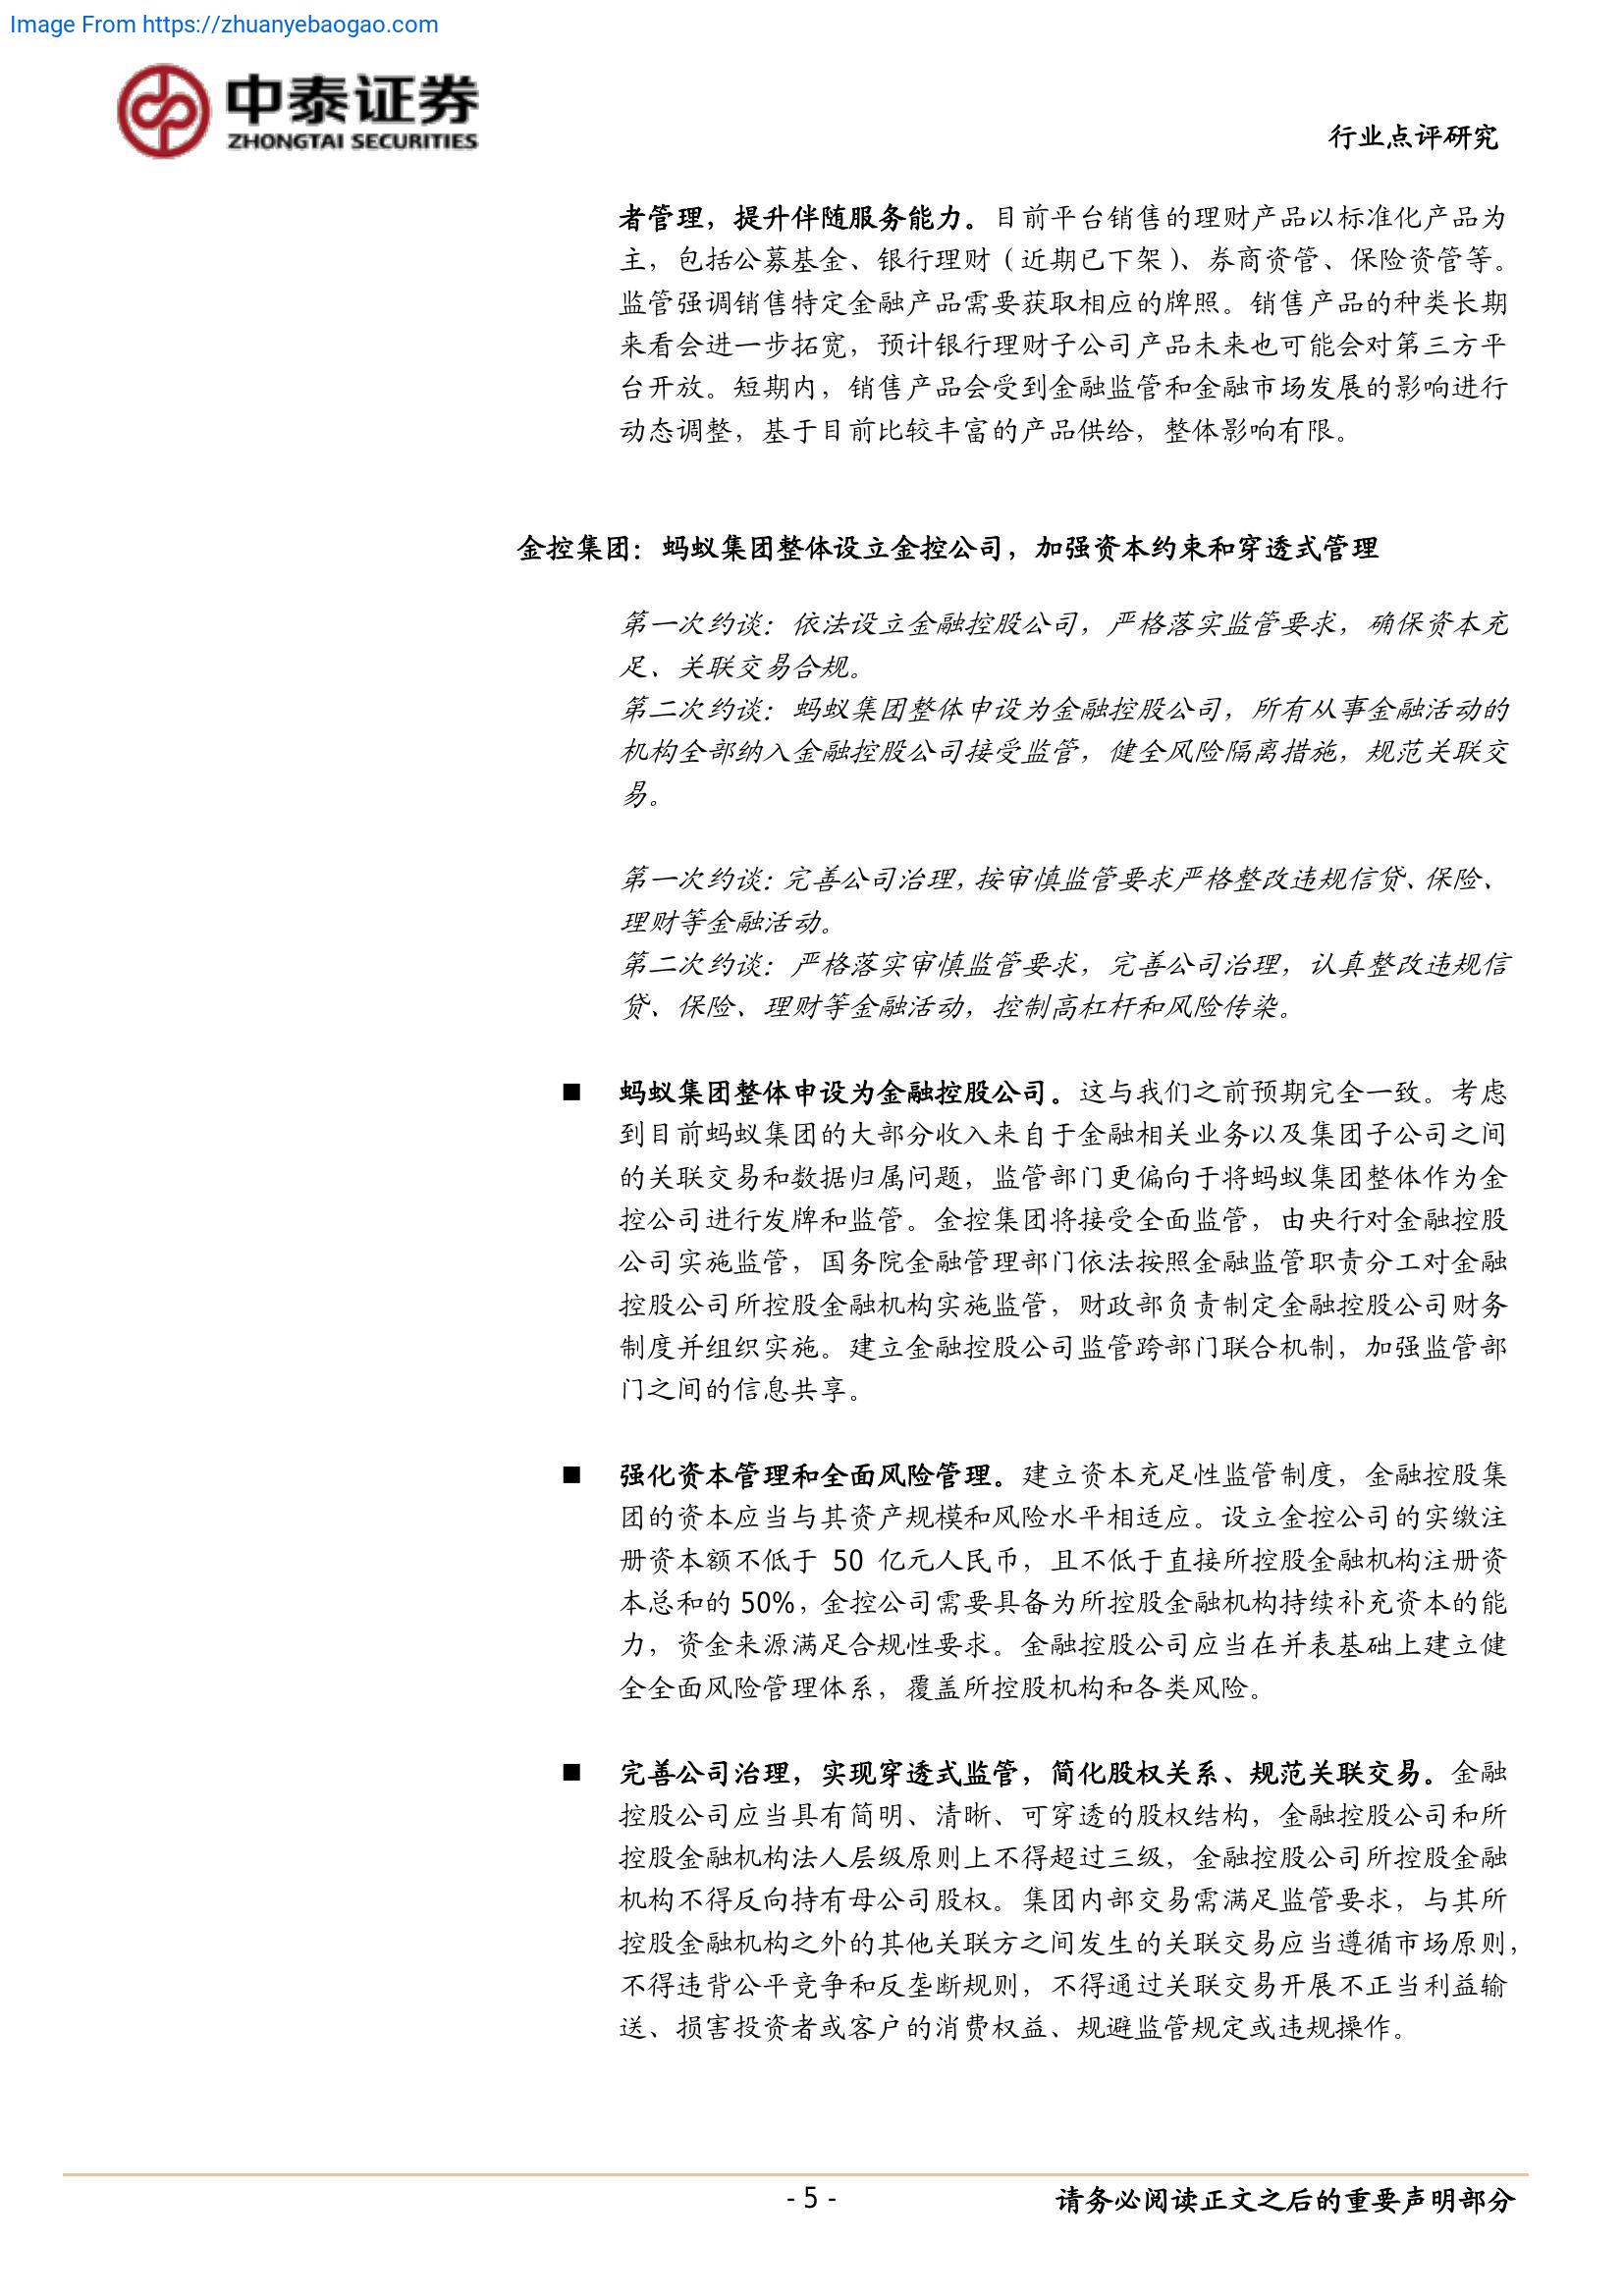 Image From https://zhuanyebaogao.com
中泰证券
ZHONGTAI SECURITIES
行业点评研究
者管理，提升伴随服务能力。目前平台销售的理财产品以标准化产品为
主，包括公募基金、银行理财（近期已下架）、券商资管、保险资管等。
监管强调销售特定金融产品需要获取相应的牌照。销售产品的种类长期
来看会进一步拓宽，预计银行理财子公司产品未来也可能会对第三方平
台开放。短期内，销售产品会受到金融监管和金融市场发展的影响进行
动态调整，基于目前比较丰富的产品供给，整体影响有限。
金控集团：蚂蚁集团整体设立金控公司，加强资本约束和穿透式管理
第一次约谈：依法设立金融控股公司，严格落实监管要求，确保资本充
足、关联交易合规。
第二次约谈：蚂蚁集团整体申设为金融控股公司，所有从事金融活动的
机构全部纳入金融控股公司接受监管，健全风险隔离措施，规范关联交
易。
第一次约谈：完善公司治理，按审慎监管要求严格整改违规信贷、保险、
理财等金融活动。
第二次约谈：严格落实审慎监管要求，完善公司治理，认真整改违规信
贷、保险、理财等金融活动，控制高杠杆和风险传染。
■ 蚂蚁集团整体申设为金融控股公司。这与我们之前预期完全一致。考虑
到目前蚂蚁集团的大部分收入来自于金融相关业务以及集团子公司之间
的关联交易和数据归属问题，监管部门更偏向于将蚂蚁集团整体作为金
控公司进行发牌和监管。金控集团将接受全面监管，由央行对金融控股
公司实施监管，国务院金融管理部门依法按照金融监管职责分工对金融
控股公司所控股金融机构实施监管，财政部负责制定金融控股公司财务
制度并组织实施。建立金融控股公司监管跨部门联合机制，加强监管部
门之间的信息共享。
■ 强化资本管理和全面风险管理。建立资本充足性监管制度，金融控股集
团的资本应当与其资产规模和风险水平相适应。设立金控公司的实缴注
册资本额不低于 50 亿元人民币，且不低于直接所控股金融机构注册资
本总和的 50%，金控公司需要具备为所控股金融机构持续补充资本的能
力，资金来源满足合规性要求。金融控股公司应当在并表基础上建立健
全全面风险管理体系，覆盖所控股机构和各类风险。
■ 完善公司治理，实现穿透式监管，简化股权关系、规范关联交易。金融
控股公司应当具有简明、清晰、可穿透的股权结构，金融控股公司和所
控股金融机构法人层级原则上不得超过三级，金融控股公司所控股金融
机构不得反向持有母公司股权。集团内部交易需满足监管要求，与其所
控股金融机构之外的其他关联方之间发生的关联交易应当遵循市场原则，
不得违背公平竞争和反垄断规则，不得通过关联交易开展不正当利益输
送、损害投资者或客户的消费权益、规避监管规定或违规操作。
- 5 -
请务必阅读正文之后的重要声明部分